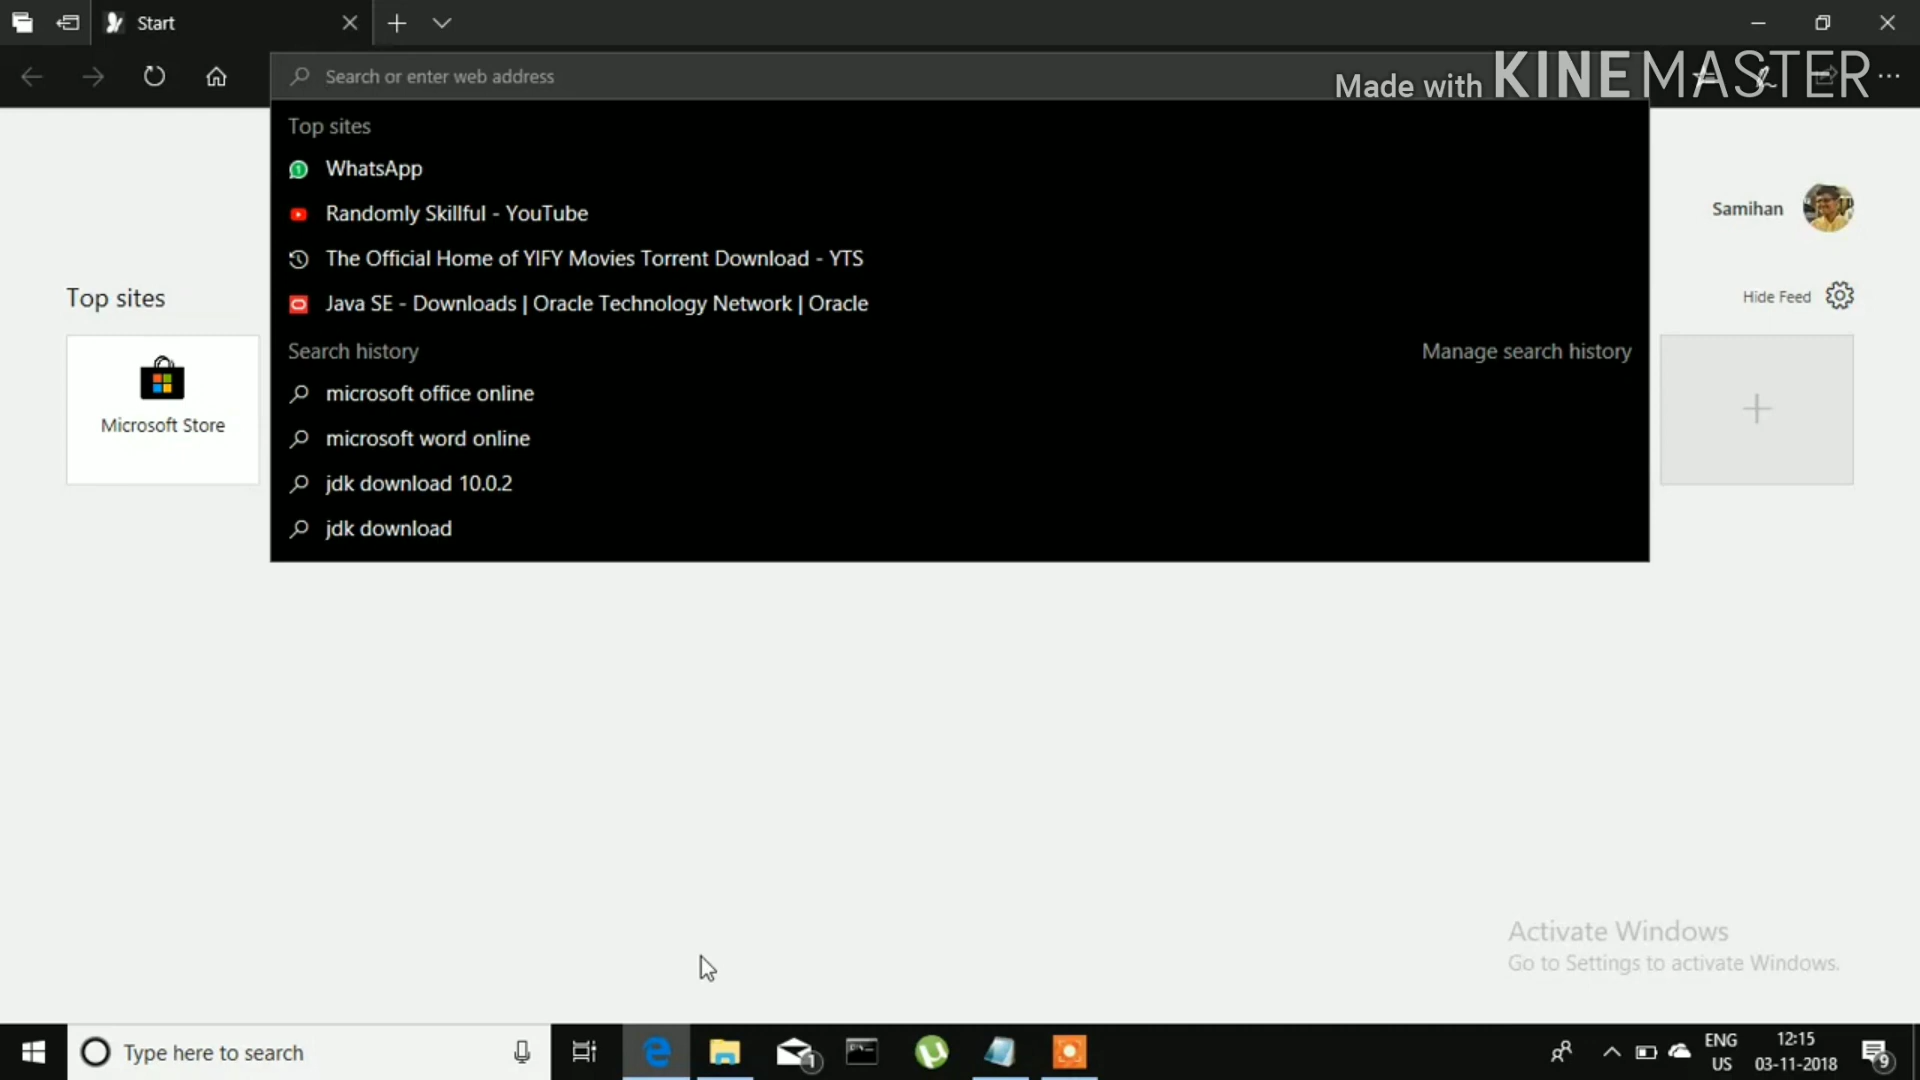 Start
Search or enter web address
Made with KINEMASTER
Top sites
WhatsApp
Randomly Skillful - YouTube
The Official Home of YIFY Movies Torrent Download - YTS
Java SE - Downloads | Oracle Technology Network | Oracle
Search history
Manage search history
microsoft office online
microsoft word online
jdk download 10.0.2
jdk download
Samihan
Top sites
Hide Feed
Microsoft Store
Activate Windows
Go to Settings to activate Windows.
Type here to search
1
ENG
US
12:15
03-11-2018
9